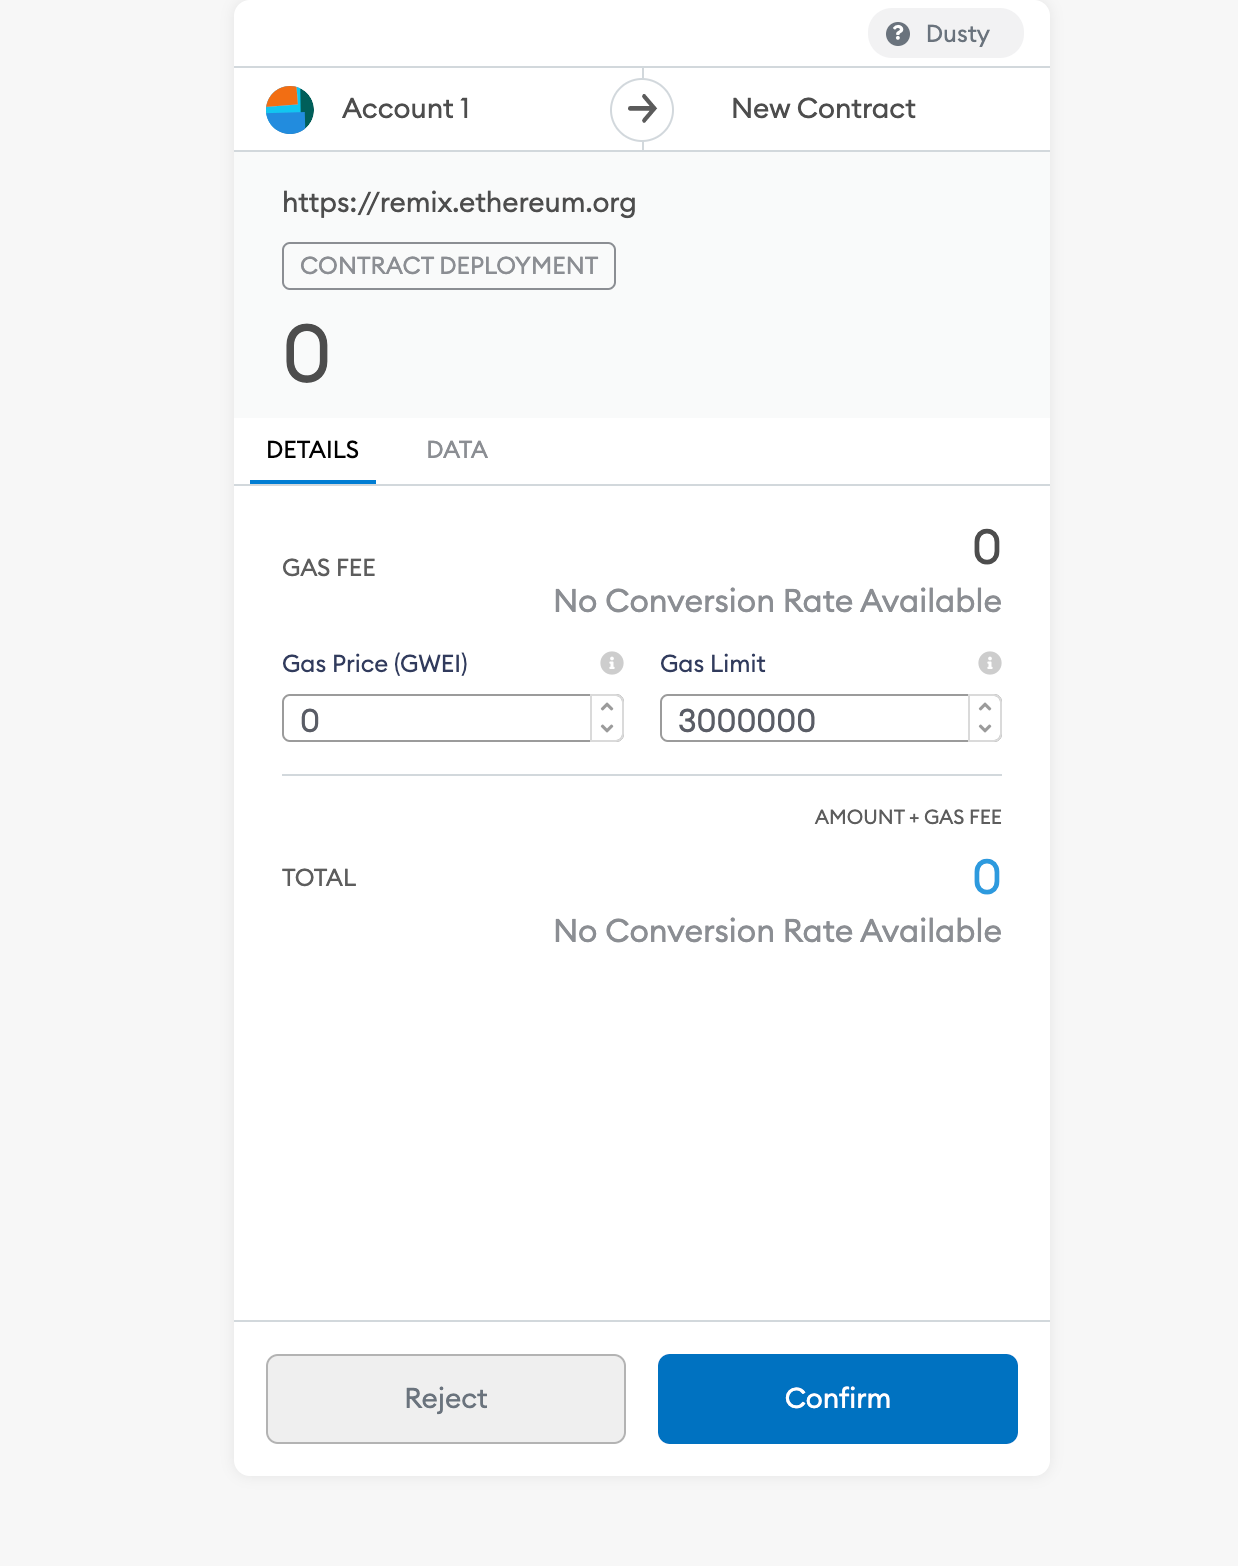 Dusty
Account 1
New Contract
https://remix.ethereum.org
CONTRACT DEPLOYMENT
0
DETAILS
DATA
GAS FEE
0
No Conversion Rate Available
Gas Price (GWEI)
Gas Limit
0
3000000
AMOUNT + GAS FEE
TOTAL
0
No Conversion Rate Available
Reject
Confirm